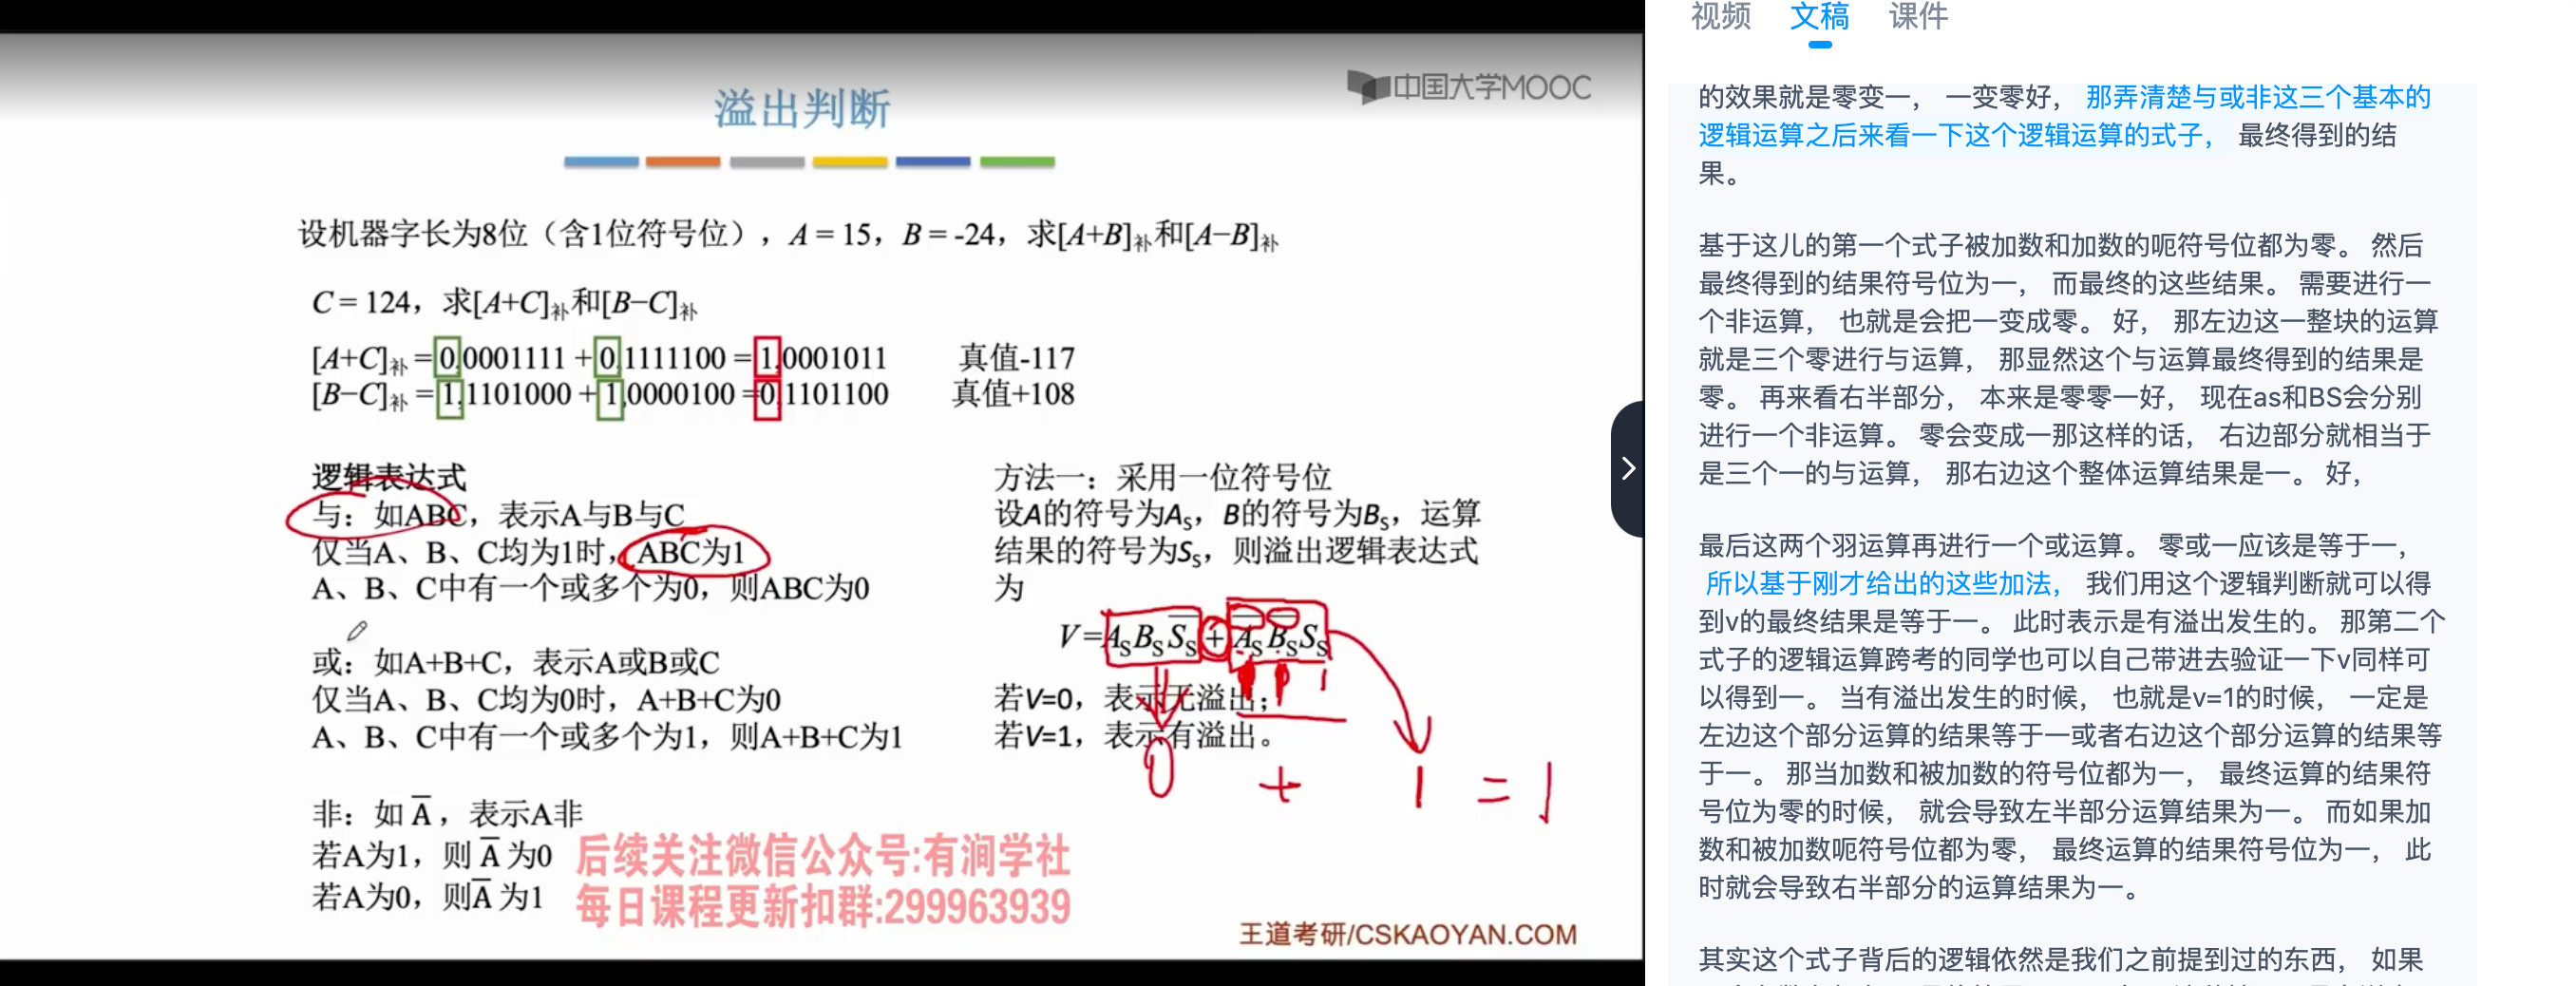 溢出判断
中国大学MOOC
设机器字长为8位（含1位符号位），A = 15，B = -24，求[A+B]补和[A−B]补
C = 124，求[A+C]补和[B−C]补
[A+C]补 = 0,0001111 + 0,1111100 = 1,0001011 真值-117
[B−C]补 = 1,1101000 + 1,0000100 = 0,1101100 真值+108
逻辑表达式
与：如ABC，表示A与B与C
仅当A、B、C均为1时，ABC为1
A、B、C中有一个或多个为0，则ABC为0
或：如A+B+C，表示A或B或C
仅当A、B、C均为0时，A+B+C为0
A、B、C中有一个或多个为1，则A+B+C为1
非：如 A̅，表示A非
若A为1，则 A̅ 为0
若A为0，则A̅ 为1
方法一：采用一位符号位
设A的符号为AS，B的符号为BS，运算
结果的符号为SS，则溢出逻辑表达式
为
V=ASBSS̅S+A̅SB̅SSS
1
若V=0，表示无溢出；
若V=1，表示有溢出。
0 + 1 = 1
后续关注微信公众号:有涧学社
每日课程更新扣群:299963939
王道考研/CSKAOYAN.COM
视频 文稿 课件
的效果就是零变一， 一变零好， 那弄清楚与或非这三个基本的
逻辑运算之后来看一下这个逻辑运算的式子， 最终得到的结
果。
基于这儿的第一个式子被加数和加数的呃符号位都为零。 然后
最终得到的结果符号位为一， 而最终的这些结果。 需要进行一
个非运算， 也就是会把一变成零。 好， 那左边这一整块的运算
就是三个零进行与运算， 那显然这个与运算最终得到的结果是
零。 再来看右半部分， 本来是零零一好， 现在as和BS会分别
进行一个非运算。 零会变成一那这样的话， 右边部分就相当于
是三个一的与运算， 那右边这个整体运算结果是一。 好，
最后这两个羽运算再进行一个或运算。 零或一应该是等于一，
所以基于刚才给出的这些加法， 我们用这个逻辑判断就可以得
到v的最终结果是等于一。 此时表示是有溢出发生的。 那第二个
式子的逻辑运算跨考的同学也可以自己带进去验证一下v同样可
以得到一。 当有溢出发生的时候， 也就是v=1的时候， 一定是
左边这个部分运算的结果等于一或者右边这个部分运算的结果等
于一。 那当加数和被加数的符号位都为一， 最终运算的结果符
号位为零的时候， 就会导致左半部分运算结果为一。 而如果加
数和被加数呃符号位都为零， 最终运算的结果符号位为一， 此
时就会导致右半部分的运算结果为一。
其实这个式子背后的逻辑依然是我们之前提到过的东西， 如果